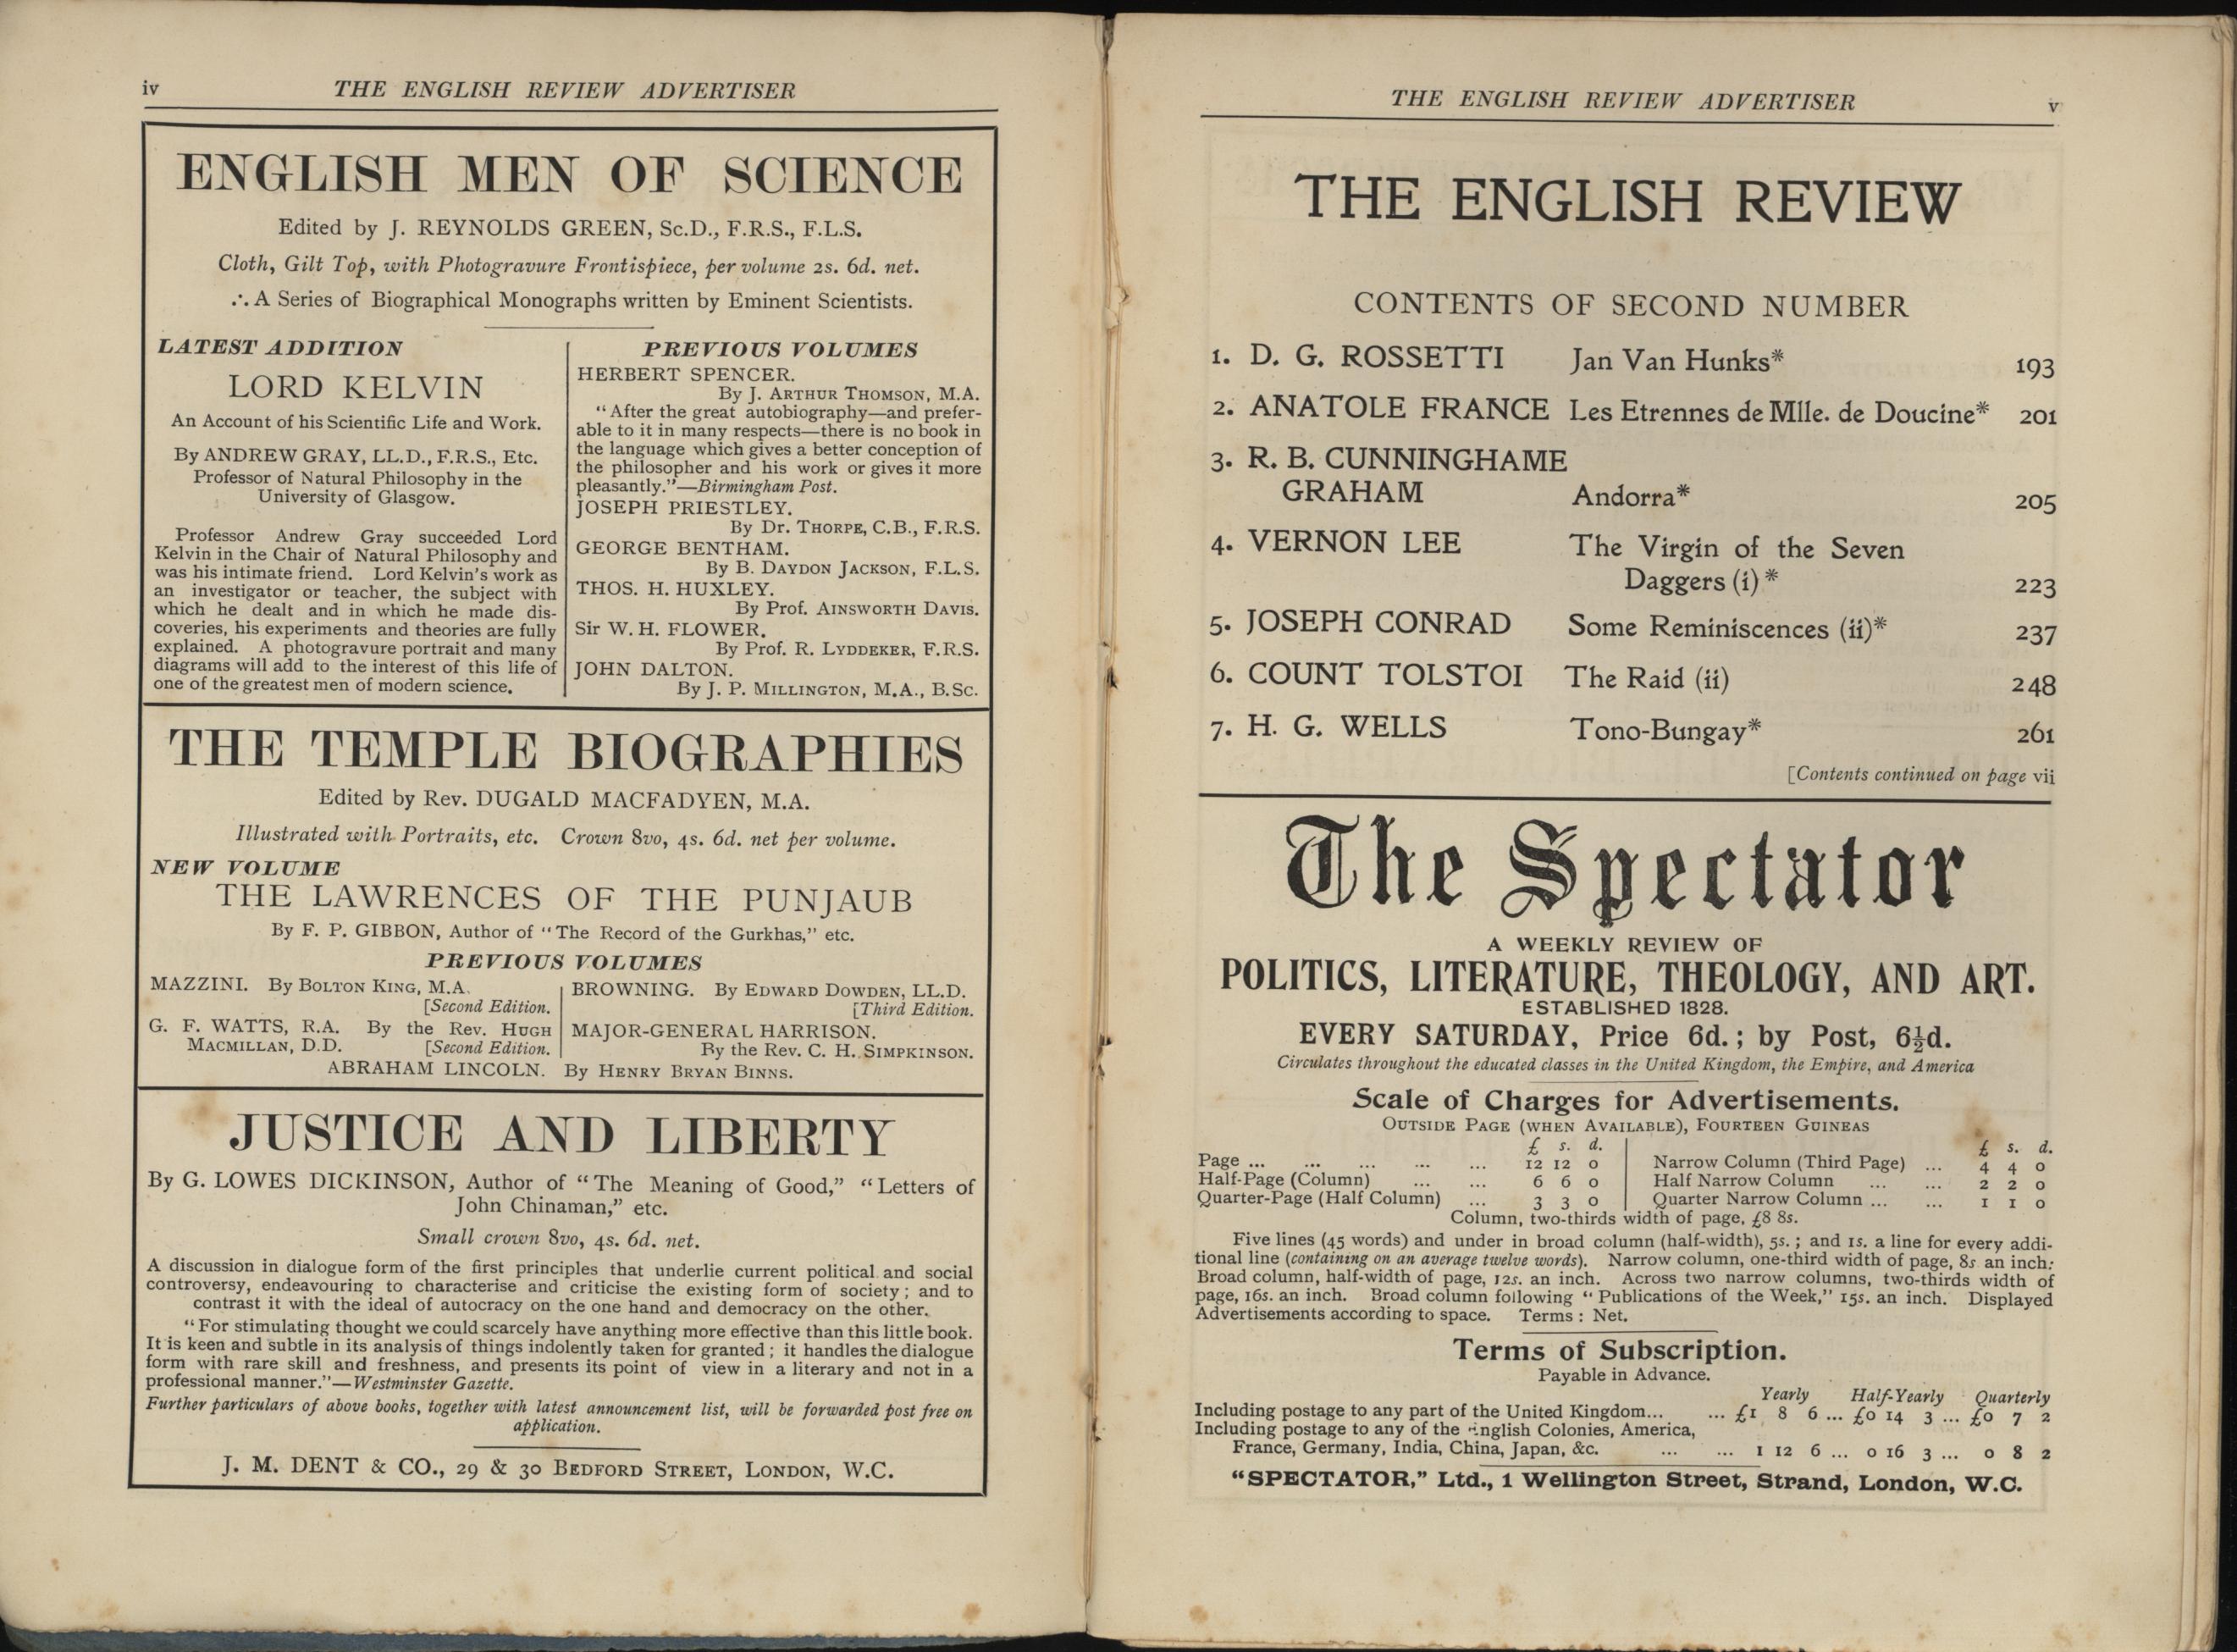 iv THE ENGLISH REVIEW ADVERTISER
ENGLISH MEN OF SCIENCE
Edited by J. REYNOLDS GREEN, Sc.D., F.R.S., F.L.S.
Cloth, Gilt Top, with Photogravure Frontispiece, per volume 2s. 6d. net.
∴ A Series of Biographical Monographs written by Eminent Scientists.
LATEST ADDITION
LORD KELVIN
An Account of his Scientific Life and Work.
By ANDREW GRAY, LL.D., F.R.S., Etc.
Professor of Natural Philosophy in the
University of Glasgow.
Professor Andrew Gray succeeded Lord
Kelvin in the Chair of Natural Philosophy and
was his intimate friend. Lord Kelvin's work as
an investigator or teacher, the subject with
which he dealt and in which he made dis-
coveries, his experiments and theories are fully
explained. A photogravure portrait and many
diagrams will add to the interest of this life of
one of the greatest men of modern science.
PREVIOUS VOLUMES
HERBERT SPENCER.
By J. ARTHUR THOMSON, M.A.
"After the great autobiography—and prefer-
able to it in many respects—there is no book in
the language which gives a better conception of
the philosopher and his work or gives it more
pleasantly."—Birmingham Post.
JOSEPH PRIESTLEY.
By Dr. THORPE, C.B., F.R.S.
GEORGE BENTHAM.
By B. DAYDON JACKSON, F.L.S.
THOS. H. HUXLEY.
By Prof. AINSWORTH DAVIS.
Sir W. H. FLOWER.
By Prof. R. LYDDEKER, F.R.S.
JOHN DALTON.
By J. P. MILLINGTON, M.A., B.Sc.
THE TEMPLE BIOGRAPHIES
Edited by Rev. DUGALD MACFADYEN, M.A.
Illustrated with Portraits, etc. Crown 8vo, 4s. 6d. net per volume.
NEW VOLUME
THE LAWRENCES OF THE PUNJAUB
By F. P. GIBBON, Author of "The Record of the Gurkhas," etc.
PREVIOUS VOLUMES
MAZZINI. By BOLTON KING, M.A.
[Second Edition.
G. F. WATTS, R.A. By the Rev. HUGH
MACMILLAN, D.D. [Second Edition.
BROWNING. By EDWARD DOWDEN, LL.D.
[Third Edition.
MAJOR-GENERAL HARRISON.
By the Rev. C. H. SIMPKINSON.
ABRAHAM LINCOLN. By HENRY BRYAN BINNS.
JUSTICE AND LIBERTY
By G. LOWES DICKINSON, Author of "The Meaning of Good," "Letters of
John Chinaman," etc.
Small crown 8vo, 4s. 6d. net.
A discussion in dialogue form of the first principles that underlie current political and social
controversy, endeavouring to characterise and criticise the existing form of society; and to
contrast it with the ideal of autocracy on the one hand and democracy on the other.
"For stimulating thought we could scarcely have anything more effective than this little book.
It is keen and subtle in its analysis of things indolently taken for granted; it handles the dialogue
form with rare skill and freshness, and presents its point of view in a literary and not in a
professional manner."—Westminster Gazette.
Further particulars of above books, together with latest announcement list, will be forwarded post free on
application.
J. M. DENT & CO., 29 & 30 BEDFORD STREET, LONDON, W.C.
THE ENGLISH REVIEW ADVERTISER v
THE ENGLISH REVIEW
CONTENTS OF SECOND NUMBER
1. D. G. ROSSETTI Jan Van Hunks* 193
2. ANATOLE FRANCE Les Etrennes de Mlle. de Doucine* 201
3. R. B. CUNNINGHAME
GRAHAM Andorra* 205
4. VERNON LEE The Virgin of the Seven
Daggers (i)* 223
5. JOSEPH CONRAD Some Reminiscences (ii)* 237
6. COUNT TOLSTOI The Raid (ii) 248
7. H. G. WELLS Tono-Bungay* 261
[Contents continued on page vii
The Spectator
A WEEKLY REVIEW OF
POLITICS, LITERATURE, THEOLOGY, AND ART.
ESTABLISHED 1828.
EVERY SATURDAY, Price 6d.; by Post, 6½d.
Circulates throughout the educated classes in the United Kingdom, the Empire, and America
Scale of Charges for Advertisements.
OUTSIDE PAGE (WHEN AVAILABLE), FOURTEEN GUINEAS
£ s. d. £ s. d.
Page ... ... ... ... ... 12 12 0 Narrow Column (Third Page) ... 4 4 0
Half-Page (Column) ... ... 6 6 0 Half Narrow Column ... ... 2 2 0
Quarter-Page (Half Column) ... 3 3 0 Quarter Narrow Column ... ... 1 1 0
Column, two-thirds width of page, £8 8s.
Five lines (45 words) and under in broad column (half-width), 5s.; and 1s. a line for every addi-
tional line (containing on an average twelve words). Narrow column, one-third width of page, 8s. an inch:
Broad column, half-width of page, 12s. an inch. Across two narrow columns, two-thirds width of
page, 16s. an inch. Broad column following "Publications of the Week," 15s. an inch. Displayed
Advertisements according to space. Terms: Net.
Terms of Subscription.
Payable in Advance.
Yearly Half-Yearly Quarterly
Including postage to any part of the United Kingdom... ... £1 8 6 ... £0 14 3 ... £0 7 2
Including postage to any of the English Colonies, America,
France, Germany, India, China, Japan, &c. ... ... 1 12 6 ... 0 16 3 ... 0 8 2
"SPECTATOR," Ltd., 1 Wellington Street, Strand, London, W.C.